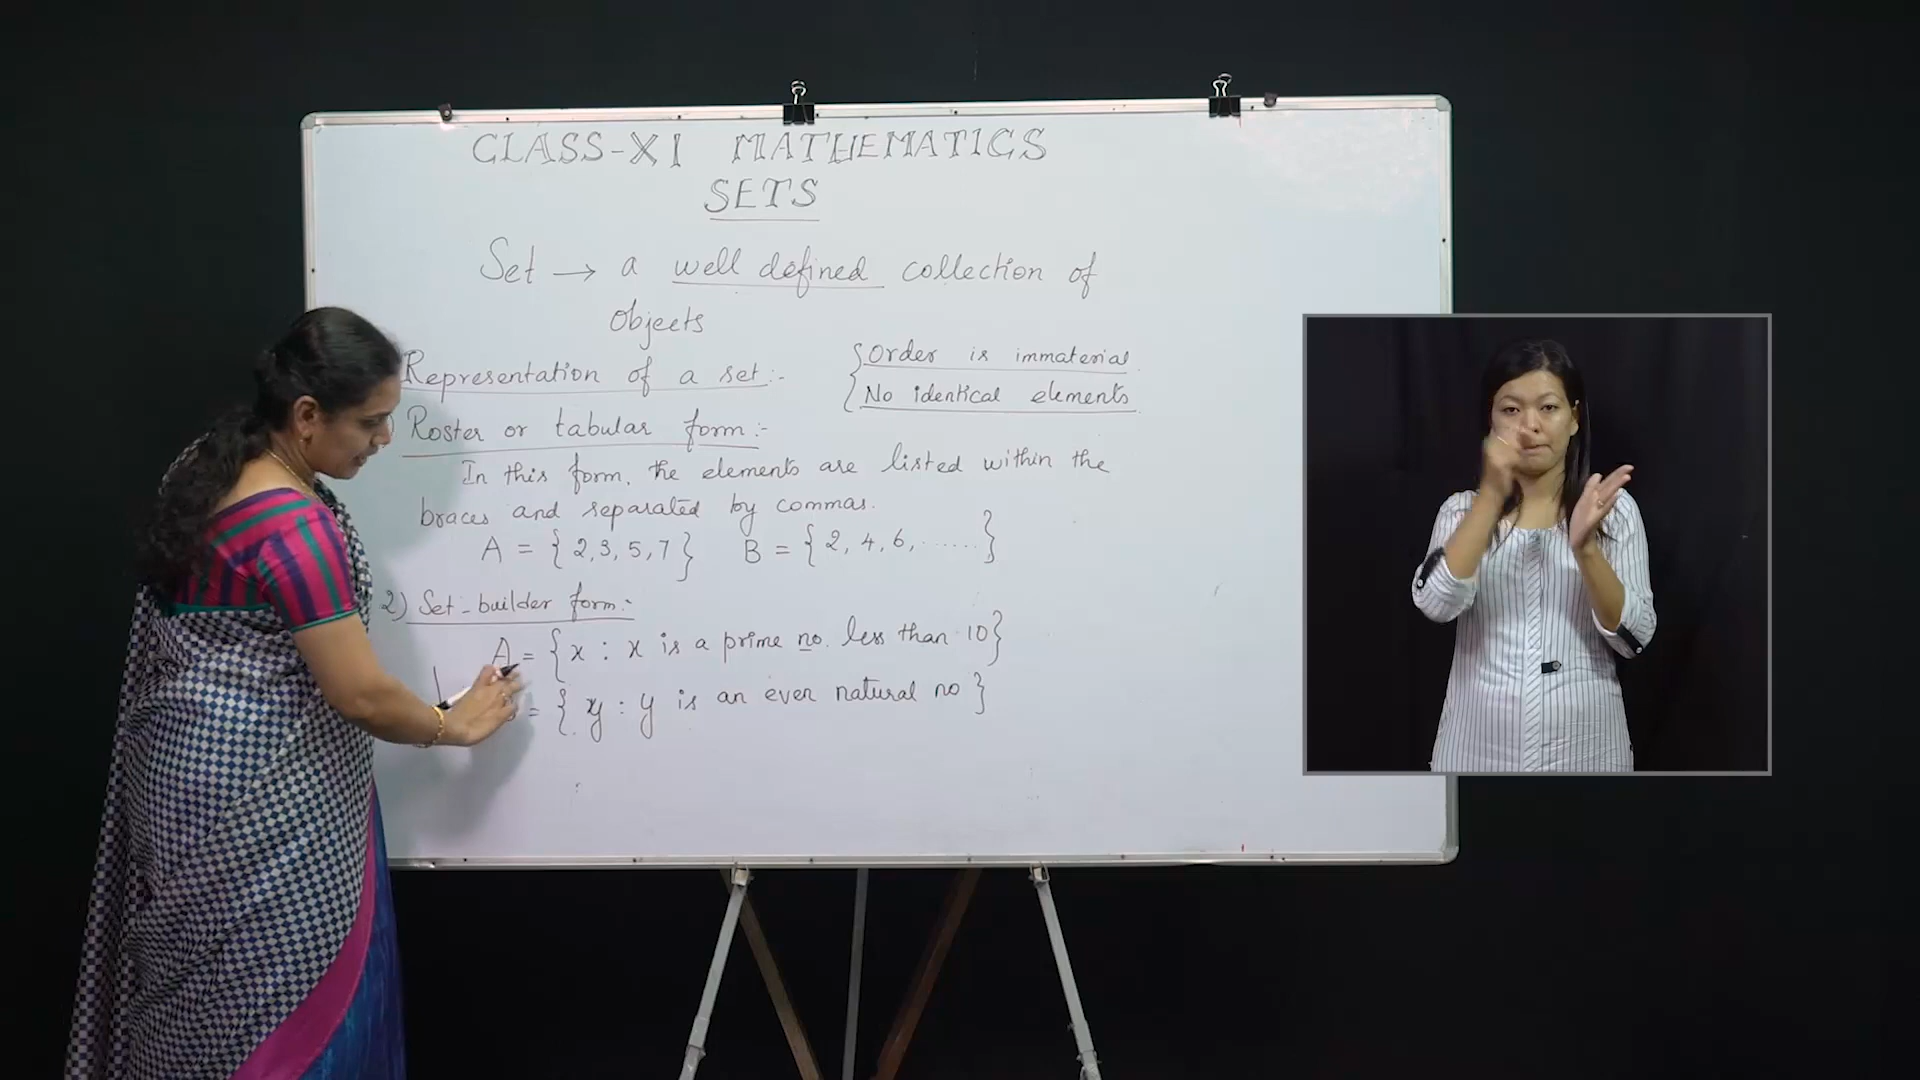 CLASS-XI MATHEMATICS
SETS
Set → a well defined collection of
objects
Representation of a set:-
{Order is immaterial
No identical elements
) Roster or tabular form:-
In this form, the elements are listed within the
braces and separated by commas.
A = {2,3,5,7} B = {2, 4, 6, ......}
2) Set-builder form:-
A = {x : x is a prime no. less than 10}
= { y : y is an even natural no }